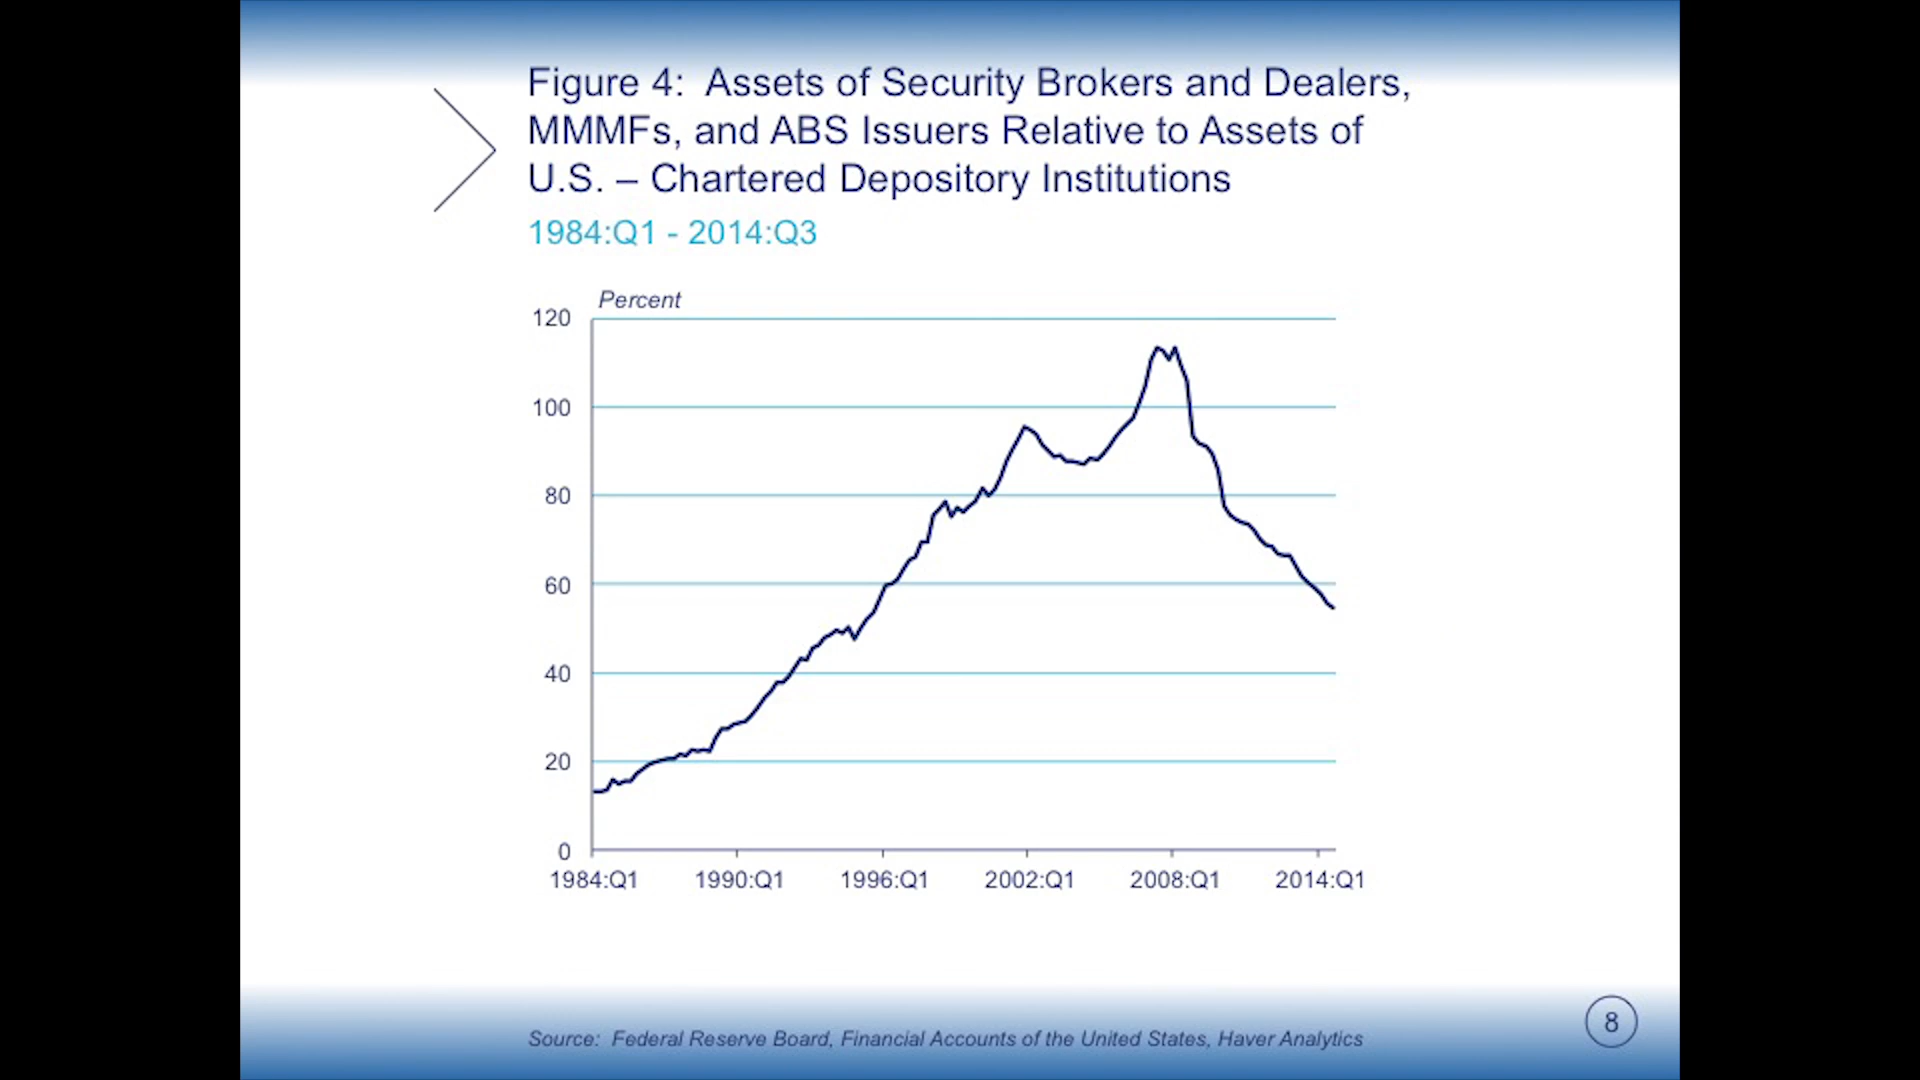 Figure 4:  Assets of Security Brokers and Dealers,
MMMFs, and ABS Issuers Relative to Assets of
U.S. – Chartered Depository Institutions
1984:Q1 - 2014:Q3
Percent
120
100
80
60
40
20
0
1984:Q1 1990:Q1 1996:Q1 2002:Q1 2008:Q1 2014:Q1
Source:  Federal Reserve Board, Financial Accounts of the United States, Haver Analytics
8